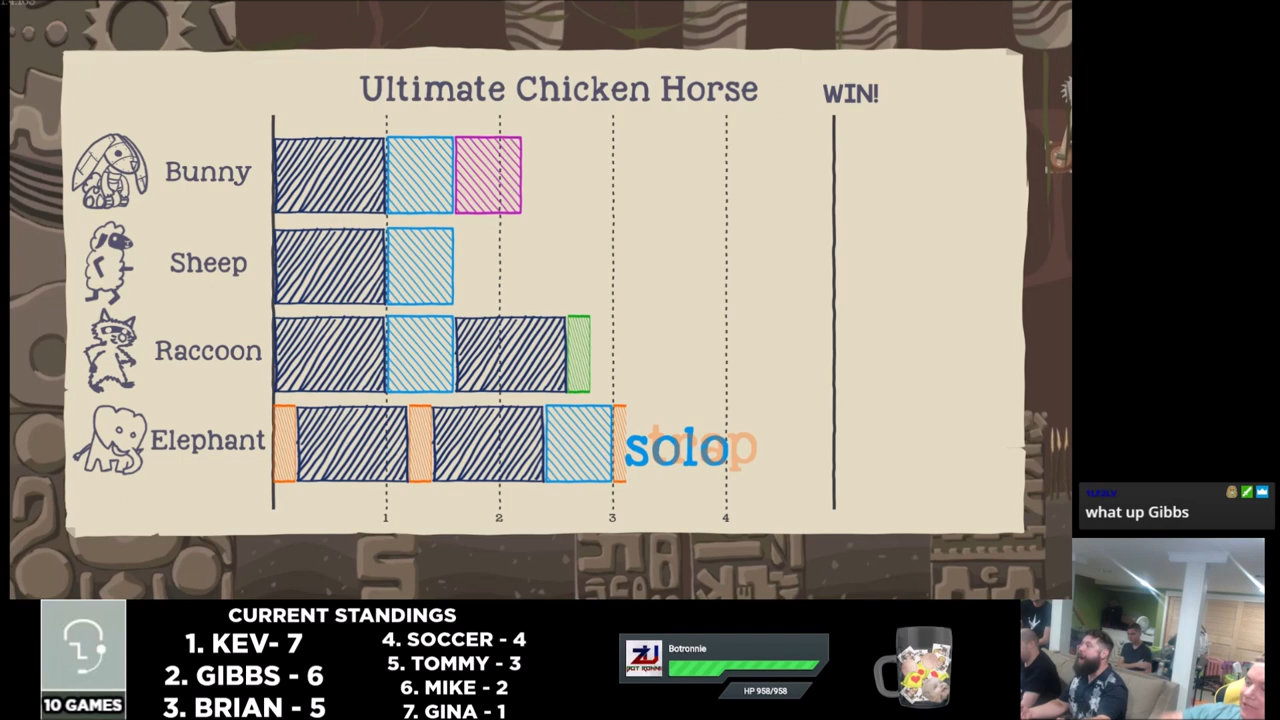 Ultimate Chicken Horse
WIN!
Bunny
Sheep
Raccoon
Elephant
solo
trap
1 2 3 4
what up Gibbs
CURRENT STANDINGS
1. KEV- 7
2. GIBBS - 6
3. BRIAN - 5
4. SOCCER - 4
5. TOMMY - 3
6. MIKE - 2
7. GINA - 1
10 GAMES
Botronnie
HP 958/958